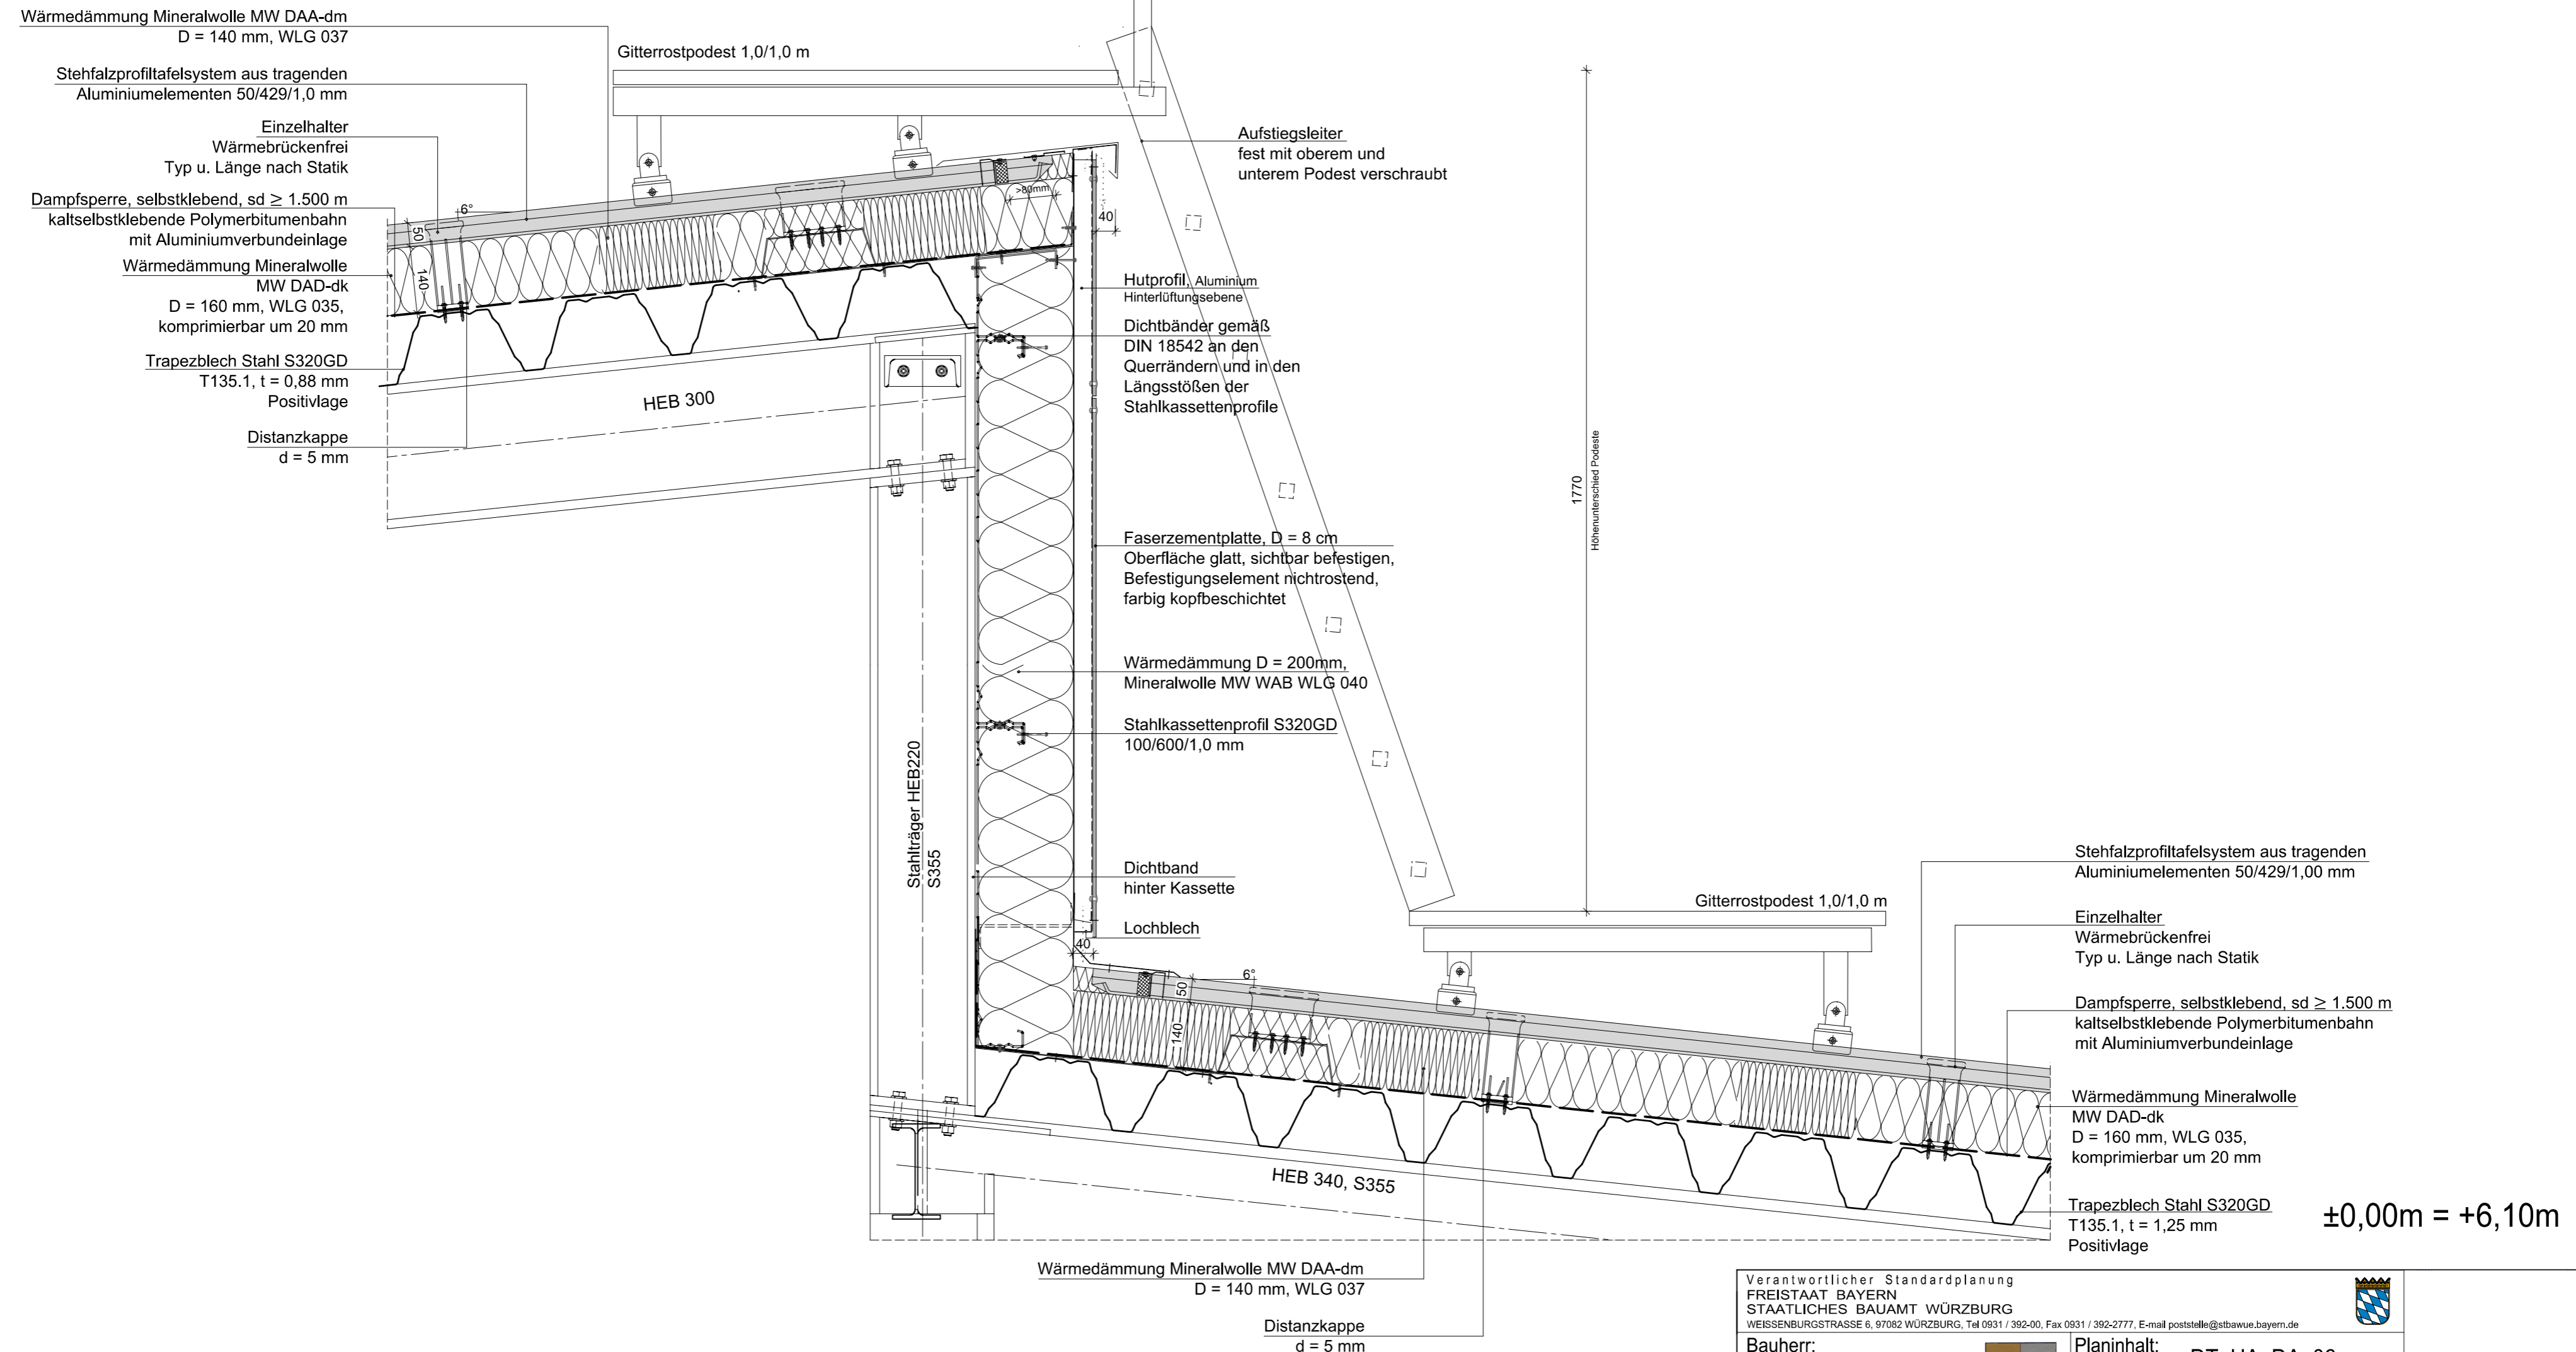 Wärmedämmung Mineralwolle MW DAA-dm
D = 140 mm, WLG 037
Stehfalzprofiltafelsystem aus tragenden
Aluminiumelementen 50/429/1,0 mm
Einzelhalter
Wärmebrückenfrei
Typ u. Länge nach Statik
Dampfsperre, selbstklebend, sd ≥ 1.500 m
kaltselbstklebende Polymerbitumenbahn
mit Aluminiumverbundeinlage
Wärmedämmung Mineralwolle
MW DAD-dk
D = 160 mm, WLG 035,
komprimierbar um 20 mm
Trapezblech Stahl S320GD
T135.1, t = 0,88 mm
Positivlage
Distanzkappe
d = 5 mm
Gitterrostpodest 1,0/1,0 m
6°
50
140
>80mm
40
HEB 300
Aufstiegsleiter
fest mit oberem und
unterem Podest verschraubt
Hutprofil, Aluminium
Hinterlüftungsebene
Dichtbänder gemäß
DIN 18542 an den
Querrändern und in den
Längsstößen der
Stahlkassettenprofile
1770
Höhenunterschied Podeste
Faserzementplatte, D = 8 cm
Oberfläche glatt, sichtbar befestigen,
Befestigungselement nichtrostend,
farbig kopfbeschichtet
Wärmedämmung D = 200mm,
Mineralwolle MW WAB WLG 040
Stahlkassettenprofil S320GD
100/600/1,0 mm
Stahlträger HEB220
S355
Dichtband
hinter Kassette
Lochblech
40
6°
50
140
Gitterrostpodest 1,0/1,0 m
HEB 340, S355
Stehfalzprofiltafelsystem aus tragenden
Aluminiumelementen 50/429/1,00 mm
Einzelhalter
Wärmebrückenfrei
Typ u. Länge nach Statik
Dampfsperre, selbstklebend, sd ≥ 1.500 m
kaltselbstklebende Polymerbitumenbahn
mit Aluminiumverbundeinlage
Wärmedämmung Mineralwolle
MW DAD-dk
D = 160 mm, WLG 035,
komprimierbar um 20 mm
Trapezblech Stahl S320GD
T135.1, t = 1,25 mm
Positivlage
±0,00m = +6,10m
Wärmedämmung Mineralwolle MW DAA-dm
D = 140 mm, WLG 037
Distanzkappe
d = 5 mm
Verantwortlicher Standardplanung
FREISTAAT BAYERN
STAATLICHES BAUAMT WÜRZBURG
WEISSENBURGSTRASSE 6, 97082 WÜRZBURG, Tel 0931 / 392-00, Fax 0931 / 392-2777, E-mail poststelle@stbawue.bayern.de
Bauherr:
Planinhalt: